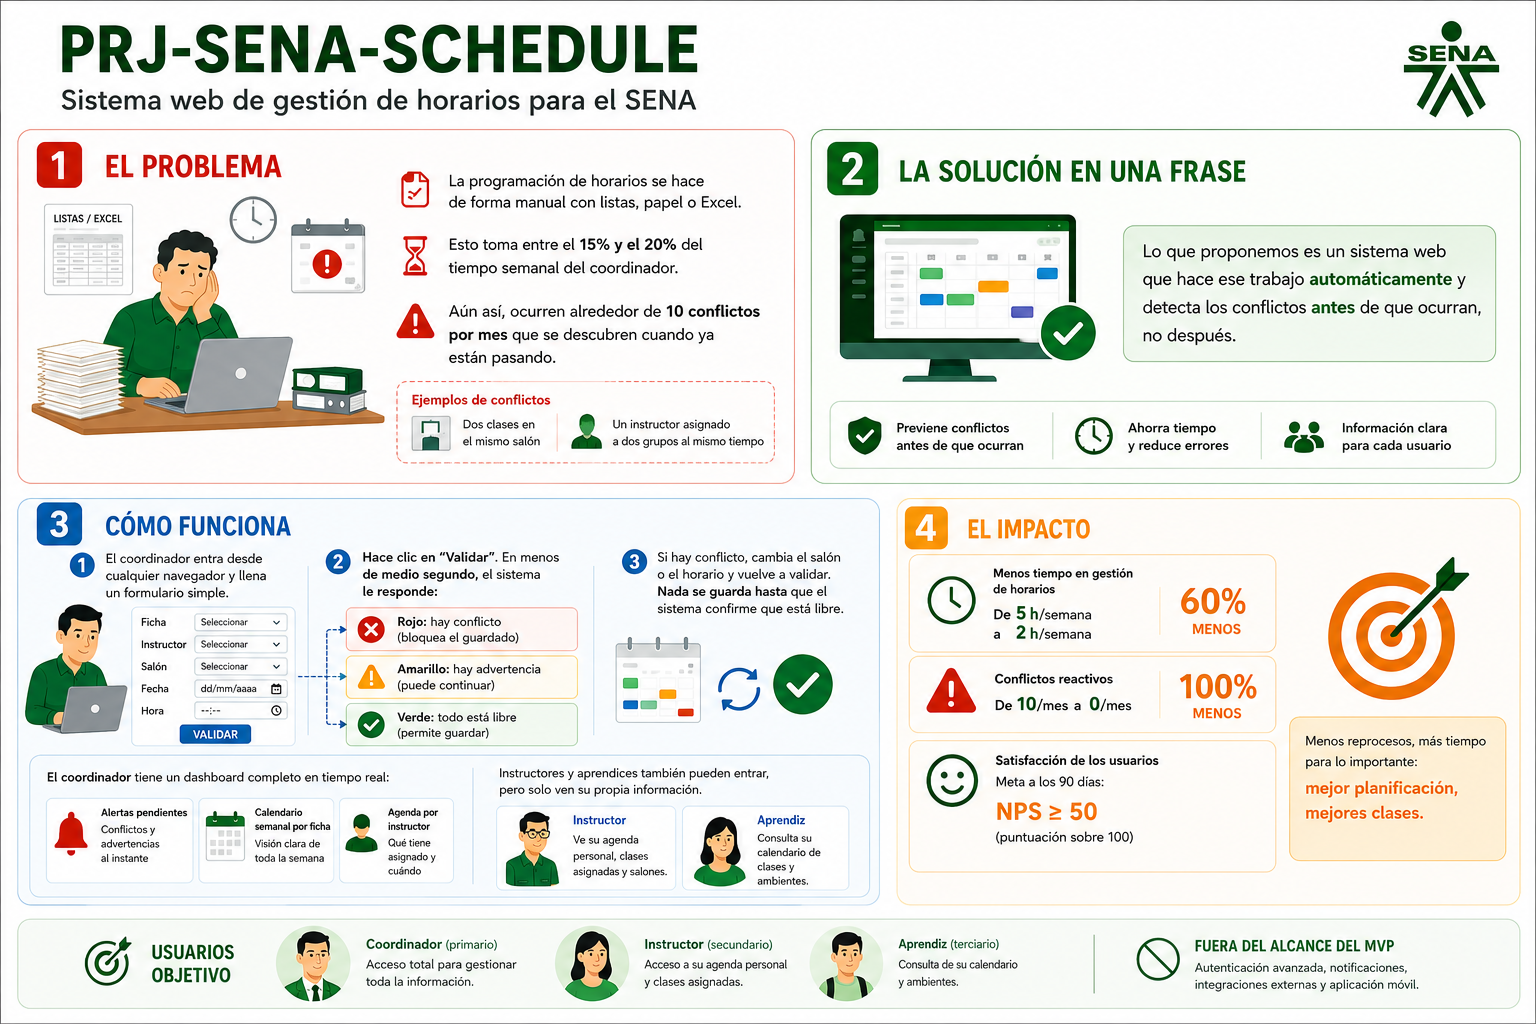 PRJ-SENA-SCHEDULE
Sistema web de gestión de horarios para el SENA
SENA
1 EL PROBLEMA
LISTAS / EXCEL
La programación de horarios se hace
de forma manual con listas, papel o Excel.
Esto toma entre el 15% y el 20% del
tiempo semanal del coordinador.
Aún así, ocurren alrededor de 10 conflictos
por mes que se descubren cuando ya
están pasando.
Ejemplos de conflictos
Dos clases en
el mismo salón
Un instructor asignado
a dos grupos al mismo tiempo
2 LA SOLUCIÓN EN UNA FRASE
Lo que proponemos es un sistema web
que hace ese trabajo automáticamente y
detecta los conflictos antes de que ocurran,
no después.
Previene conflictos
antes de que ocurran
Ahorra tiempo
y reduce errores
Información clara
para cada usuario
3 CÓMO FUNCIONA
1 El coordinador entra desde
cualquier navegador y llena
un formulario simple.
Ficha Seleccionar
Instructor Seleccionar
Salón Seleccionar
Fecha dd/mm/aaaa
Hora --:--
VALIDAR
2 Hace clic en “Validar”. En menos
de medio segundo, el sistema
le responde:
Rojo: hay conflicto
(bloquea el guardado)
Amarillo: hay advertencia
(puede continuar)
Verde: todo está libre
(permite guardar)
3 Si hay conflicto, cambia el salón
o el horario y vuelve a validar.
Nada se guarda hasta que el
sistema confirme que está libre.
El coordinador tiene un dashboard completo en tiempo real:
Alertas pendientes
Conflictos y
advertencias
al instante
Calendario
semanal por ficha
Visión clara de
toda la semana
Agenda por
instructor
Qué tiene
asignado y
cuándo
Instructores y aprendices también pueden entrar,
pero solo ven su propia información.
Instructor
Ve su agenda
personal, clases
asignadas y salones.
Aprendiz
Consulta su
calendario de
clases y
ambientes.
4 EL IMPACTO
Menos tiempo en gestión
de horarios
De 5 h/semana
a 2 h/semana
60%
MENOS
Conflictos reactivos
De 10/mes a 0/mes
100%
MENOS
Satisfacción de los usuarios
Meta a los 90 días:
NPS ≥ 50
(puntuación sobre 100)
Menos reprocesos, más tiempo
para lo importante:
mejor planificación,
mejores clases.
USUARIOS
OBJETIVO
Coordinador (primario)
Acceso total para gestionar
toda la información.
Instructor (secundario)
Acceso a su agenda personal
y clases asignadas.
Aprendiz (terciario)
Consulta de su calendario
y ambientes.
FUERA DEL ALCANCE DEL MVP
Autenticación avanzada, notificaciones,
integraciones externas y aplicación móvil.